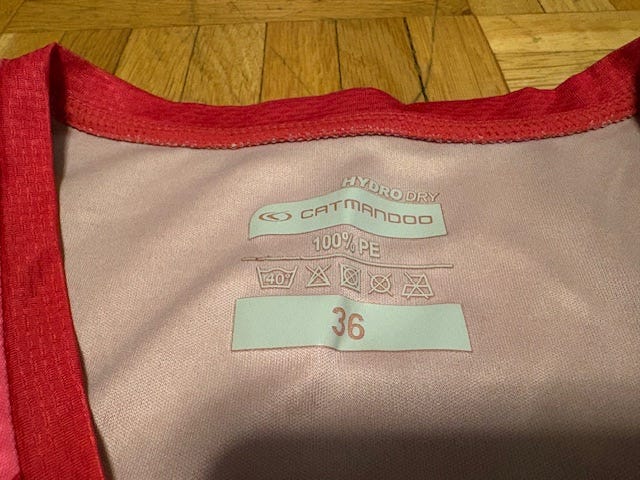 HYDRO DRY
CATMANDOO
100% PE
40°
36